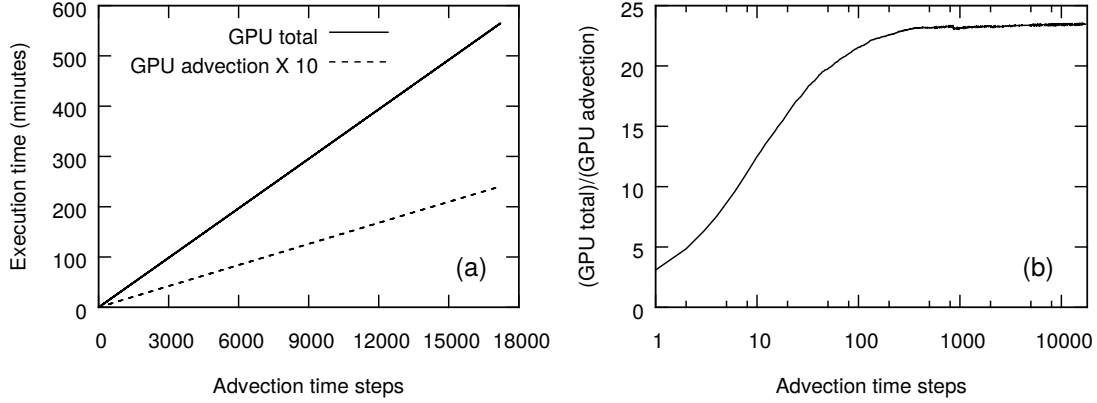 600
500
400
300
200
100
0
Execution time (minutes)
GPU total
GPU advection X 10
(a)
0 3000 6000 9000 12000 15000 18000
Advection time steps
25
20
15
10
5
0
(GPU total)/(GPU advection)
(b)
1 10 100 1000 10000
Advection time steps